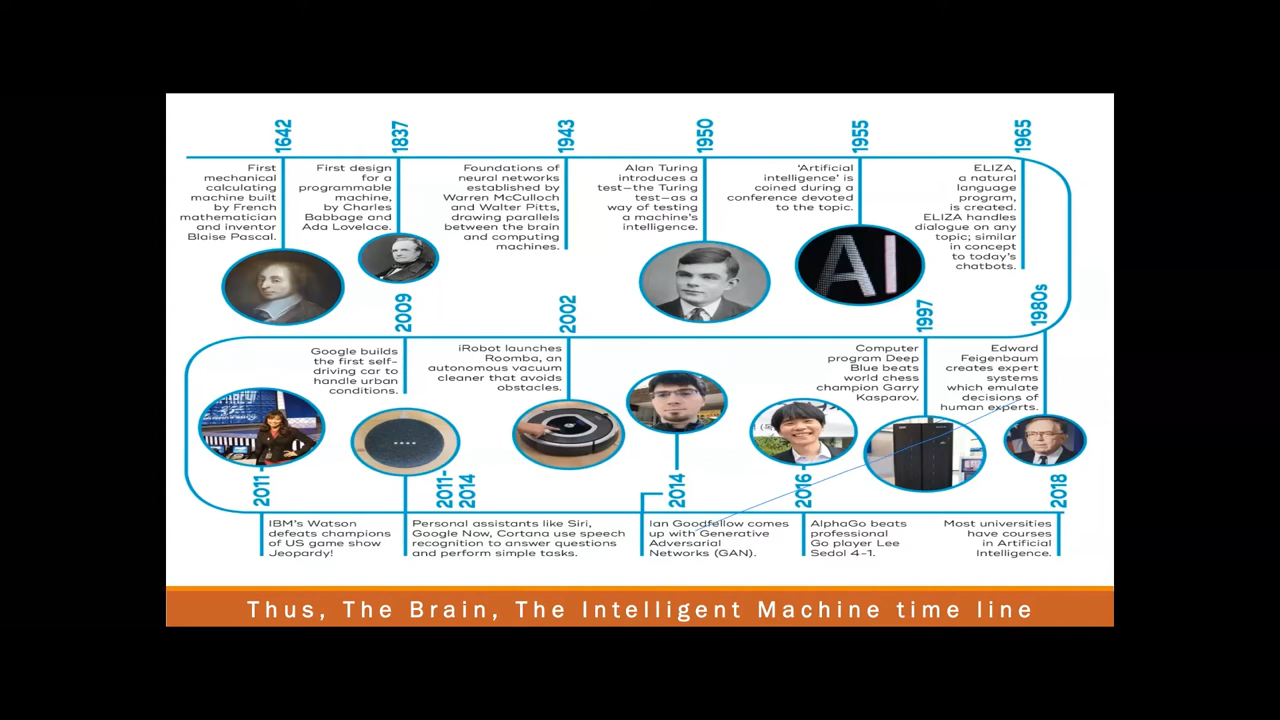 1642
First
mechanical
calculating
machine built
by French
mathematician
and inventor
Blaise Pascal.
1837
First design
for a
programmable
machine,
by Charles
Babbage and
Ada Lovelace.
1943
Foundations of
neural networks
established by
Warren McCulloch
and Walter Pitts,
drawing parallels
between the brain
and computing
machines.
1950
Alan Turing
introduces a
test—the Turing
test—as a
way of testing
a machine's
intelligence.
1955
'Artificial
intelligence' is
coined during a
conference devoted
to the topic.
AI
1965
ELIZA,
a natural
language
program,
is created.
ELIZA handles
dialogue on any
topic; similar
in concept
to today's
chatbots.
1980s
Edward
Feigenbaum
creates expert
systems
which emulate
decisions of
human experts.
1997
Computer
program Deep
Blue beats
world chess
champion Garry
Kasparov.
2002
iRobot launches
Roomba, an
autonomous vacuum
cleaner that avoids
obstacles.
2009
Google builds
the first self-
driving car to
handle urban
conditions.
2011
IBM's Watson
defeats champions
of US game show
Jeopardy!
2011-
2014
Personal assistants like Siri,
Google Now, Cortana use speech
recognition to answer questions
and perform simple tasks.
2014
Ian Goodfellow comes
up with Generative
Adversarial
Networks (GAN).
2016
AlphaGo beats
professional
Go player Lee
Sedol 4-1.
2018
Most universities
have courses
in Artificial
Intelligence.
Thus, The Brain, The Intelligent Machine time line